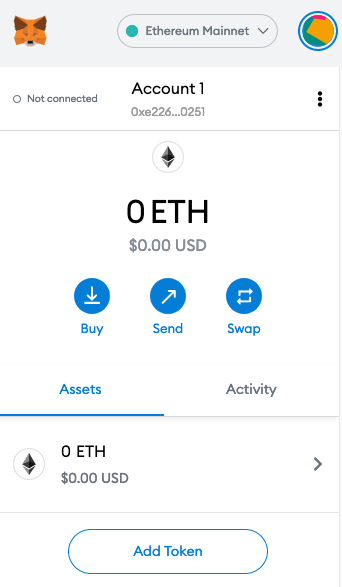 Ethereum Mainnet
Not connected
Account 1
0xe226...0251
0 ETH
$0.00 USD
Buy
Send
Swap
Assets
Activity
0 ETH
$0.00 USD
Add Token